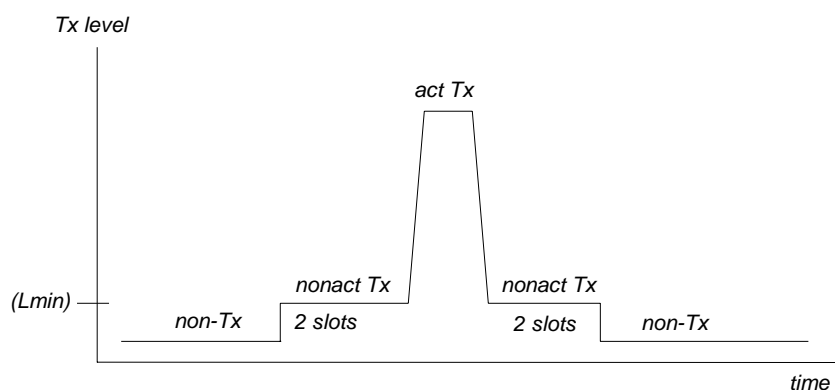 Tx level
act Tx
(Lmin)
nonact Tx
nonact Tx
non-Tx
2 slots
2 slots
non-Tx
time